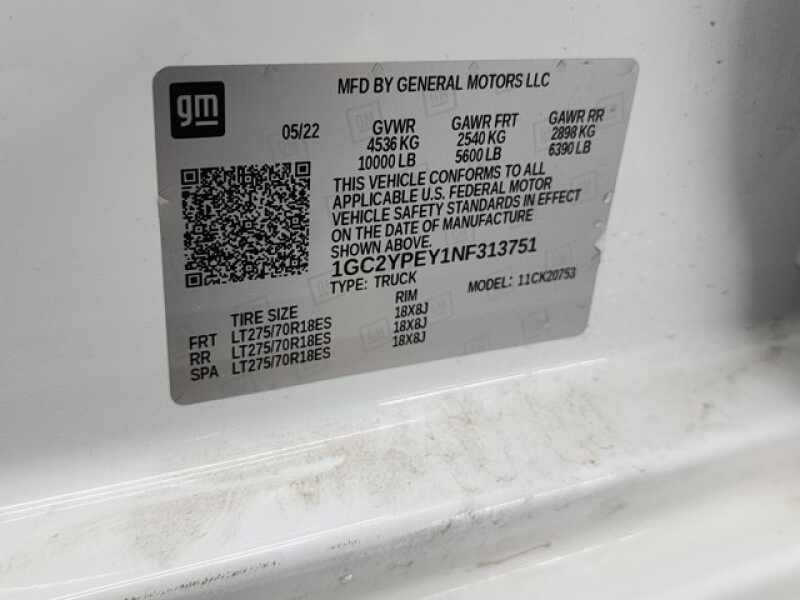 gm
MFD BY GENERAL MOTORS LLC
05/22 GVWR GAWR FRT GAWR RR
4536 KG 2540 KG 2898 KG
10000 LB 5600 LB 6390 LB
THIS VEHICLE CONFORMS TO ALL
APPLICABLE U.S. FEDERAL MOTOR
VEHICLE SAFETY STANDARDS IN EFFECT
ON THE DATE OF MANUFACTURE
SHOWN ABOVE.
1GC2YPEY1NF313751
TYPE: TRUCK MODEL: 11CK20753
TIRE SIZE RIM
FRT LT275/70R18ES 18X8J
RR LT275/70R18ES 18X8J
SPA LT275/70R18ES 18X8J